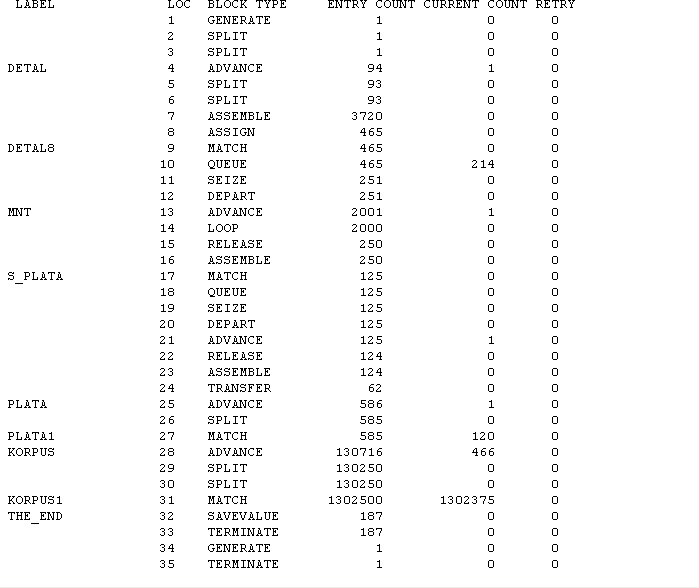 LABEL LOC BLOCK TYPE ENTRY COUNT CURRENT COUNT RETRY
1 GENERATE 1 0 0
2 SPLIT 1 0 0
3 SPLIT 1 0 0
DETAL 4 ADVANCE 94 1 0
5 SPLIT 93 0 0
6 SPLIT 93 0 0
7 ASSEMBLE 3720 0 0
8 ASSIGN 465 0 0
DETAL8 9 MATCH 465 0 0
10 QUEUE 465 214 0
11 SEIZE 251 0 0
12 DEPART 251 0 0
MNT 13 ADVANCE 2001 1 0
14 LOOP 2000 0 0
15 RELEASE 250 0 0
16 ASSEMBLE 250 0 0
S_PLATA 17 MATCH 125 0 0
18 QUEUE 125 0 0
19 SEIZE 125 0 0
20 DEPART 125 0 0
21 ADVANCE 125 1 0
22 RELEASE 124 0 0
23 ASSEMBLE 124 0 0
24 TRANSFER 62 0 0
PLATA 25 ADVANCE 586 1 0
26 SPLIT 585 0 0
PLATA1 27 MATCH 585 120 0
KORPUS 28 ADVANCE 130716 466 0
29 SPLIT 130250 0 0
30 SPLIT 130250 0 0
KORPUS1 31 MATCH 1302500 1302375 0
THE_END 32 SAVEVALUE 187 0 0
33 TERMINATE 187 0 0
34 GENERATE 1 0 0
35 TERMINATE 1 0 0